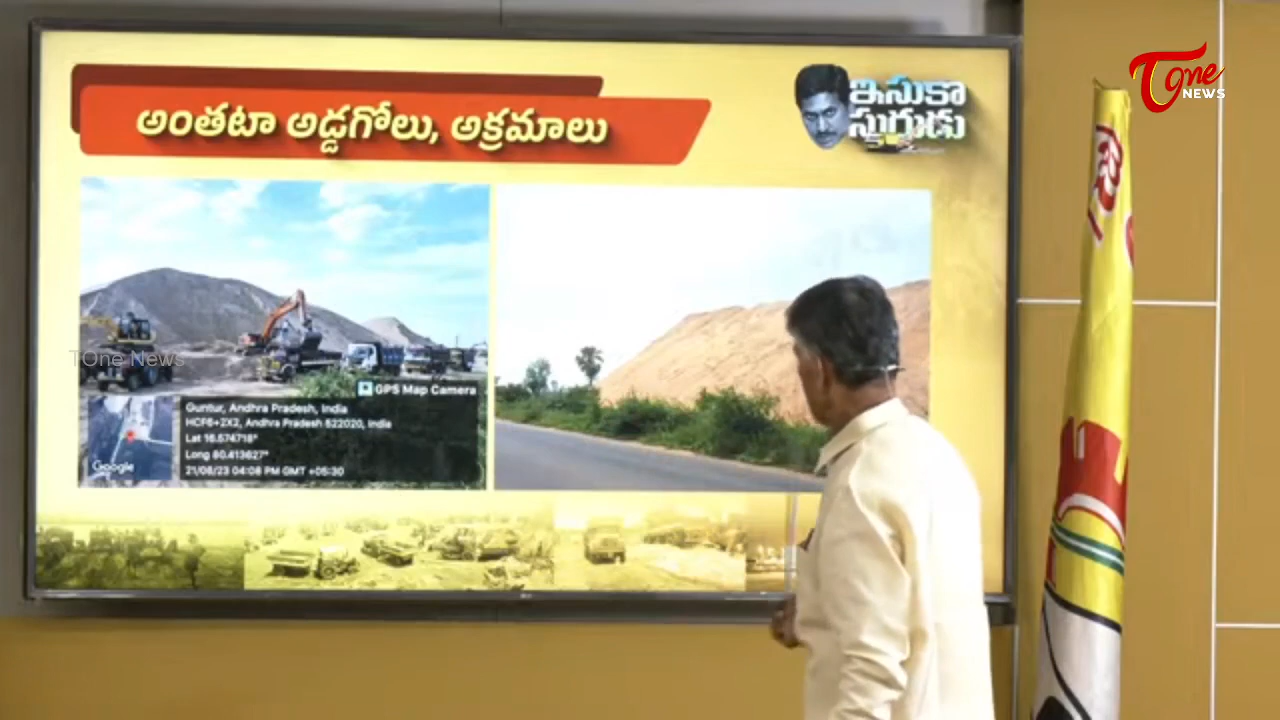 అంతటా అడ్డగోలు, అక్రమాలు
ఇసుకా
సురుడు
Tone
NEWS
TOne News
GPS Map Camera
Guntur, Andhra Pradesh, India
HCF6+2X2, Andhra Pradesh 522020, India
Lat 16.574718°
Long 80.413627°
21/08/23 04:08 PM GMT +05:30
Google